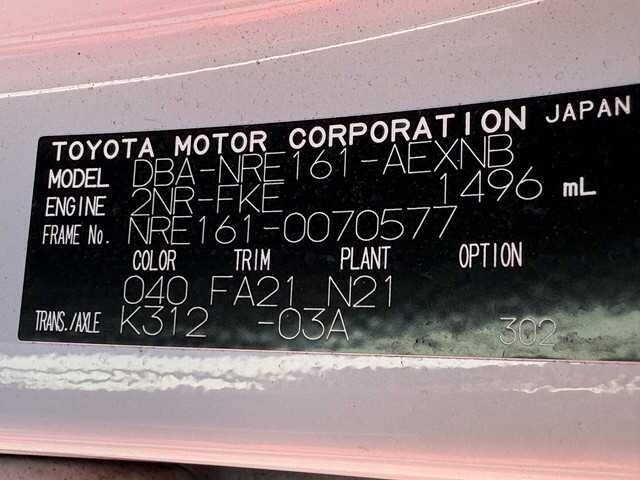 TOYOTA MOTOR CORPORATION JAPAN
MODEL DBA-NRE161-AEXNB
ENGINE 2NR-FKE 1496 mL
FRAME No. NRE161-0070577
COLOR TRIM PLANT OPTION
040 FA21 N21
TRANS./AXLE K312 -03A 302